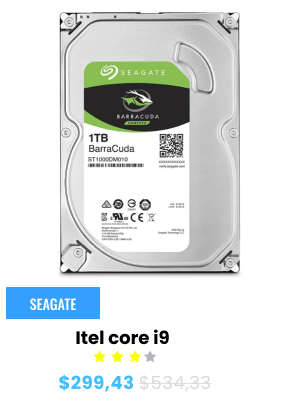 SEAGATE
BARRACUDA
1TB
BarraCuda
ST1000DM010
SEAGATE
Itel core i9
$299,43 $534,33